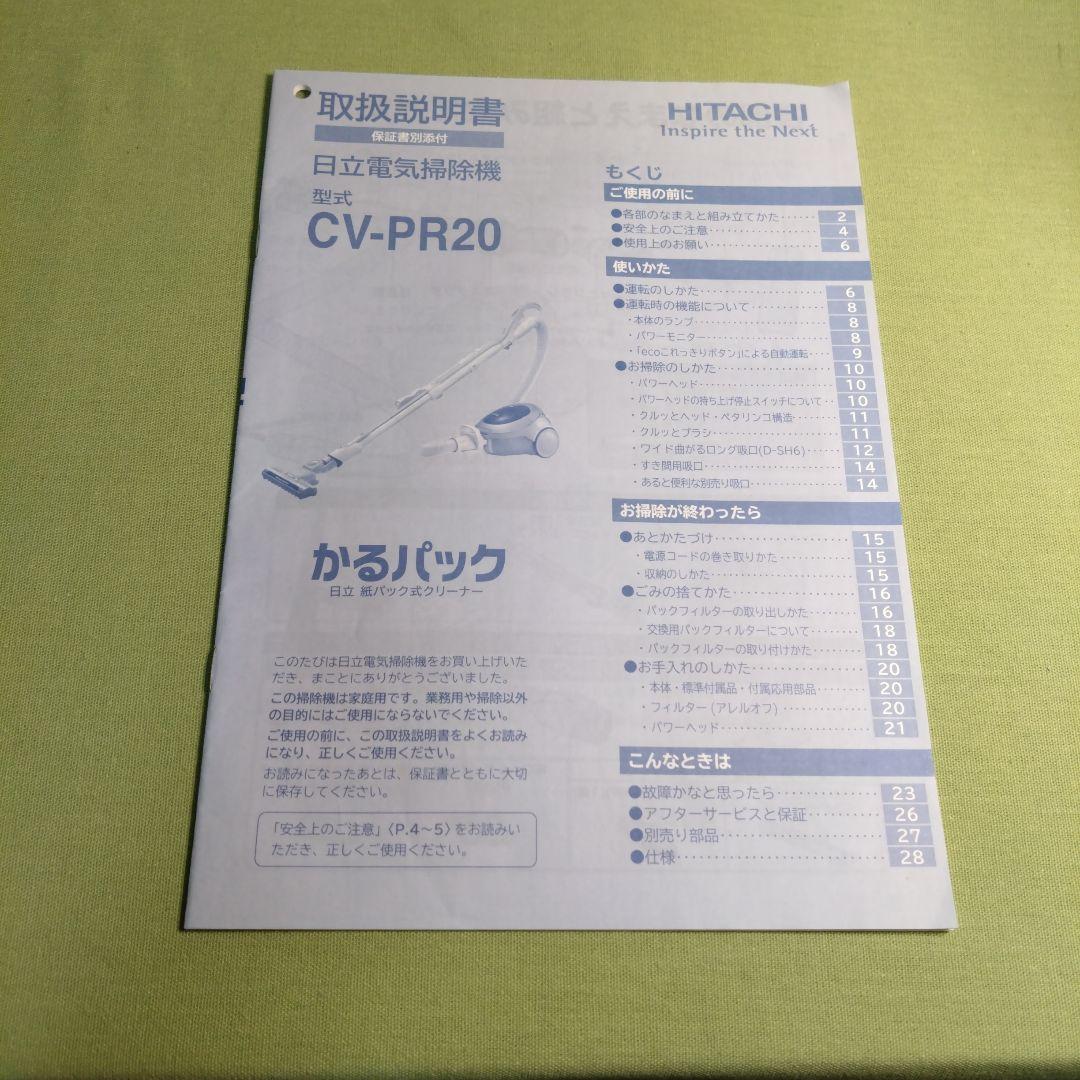 取扱説明書
保証書別添付
日立電気掃除機
型式
CV-PR20
HITACHI
Inspire the Next
かるパック
日立 紙パック式クリーナー
このたびは日立電気掃除機をお買い上げいた
だき、まことにありがとうございました。
この掃除機は家庭用です。業務用や掃除以外
の目的にはご使用にならないでください。
ご使用の前に、この取扱説明書をよくお読み
になり、正しくご使用ください。
お読みになったあとは、保証書とともに大切
に保存してください。
「安全上のご注意」〈P.4〜5〉をお読みい
ただき、正しくご使用ください。
もくじ
ご使用の前に
●各部のなまえと組み立てかた······ 2
●安全上のご注意·············· 4
●使用上のお願い·············· 6
使いかた
●運転のしかた················ 6
●運転時の機能について·········· 8
・本体のランプ················ 8
・パワーモニター·············· 8
・「ecoこれっきりボタン」による自動運転···· 9
●お掃除のしかた·············· 10
・パワーヘッド················ 10
・パワーヘッドの持ち上げ停止スイッチについて·· 10
・クルッとヘッド・ペタリンコ構造······ 11
・クルッとブラシ·············· 11
・ワイド曲がるロング吸口(D-SH6)····· 12
・すき間用吸口················ 14
・あると便利な別売り吸口·········· 14
お掃除が終わったら
●あとかたづけ················ 15
・電源コードの巻き取りかた········ 15
・収納のしかた················ 15
●ごみの捨てかた·············· 16
・パックフィルターの取り出しかた···· 16
・交換用パックフィルターについて···· 18
・パックフィルターの取り付けかた···· 18
●お手入れのしかた············ 20
・本体・標準付属品・付属応用部品······ 20
・フィルター(アレルオフ)·········· 20
・パワーヘッド················ 21
こんなときは
●故障かなと思ったら············ 23
●アフターサービスと保証········ 26
●別売り部品·················· 27
●仕様······················ 28